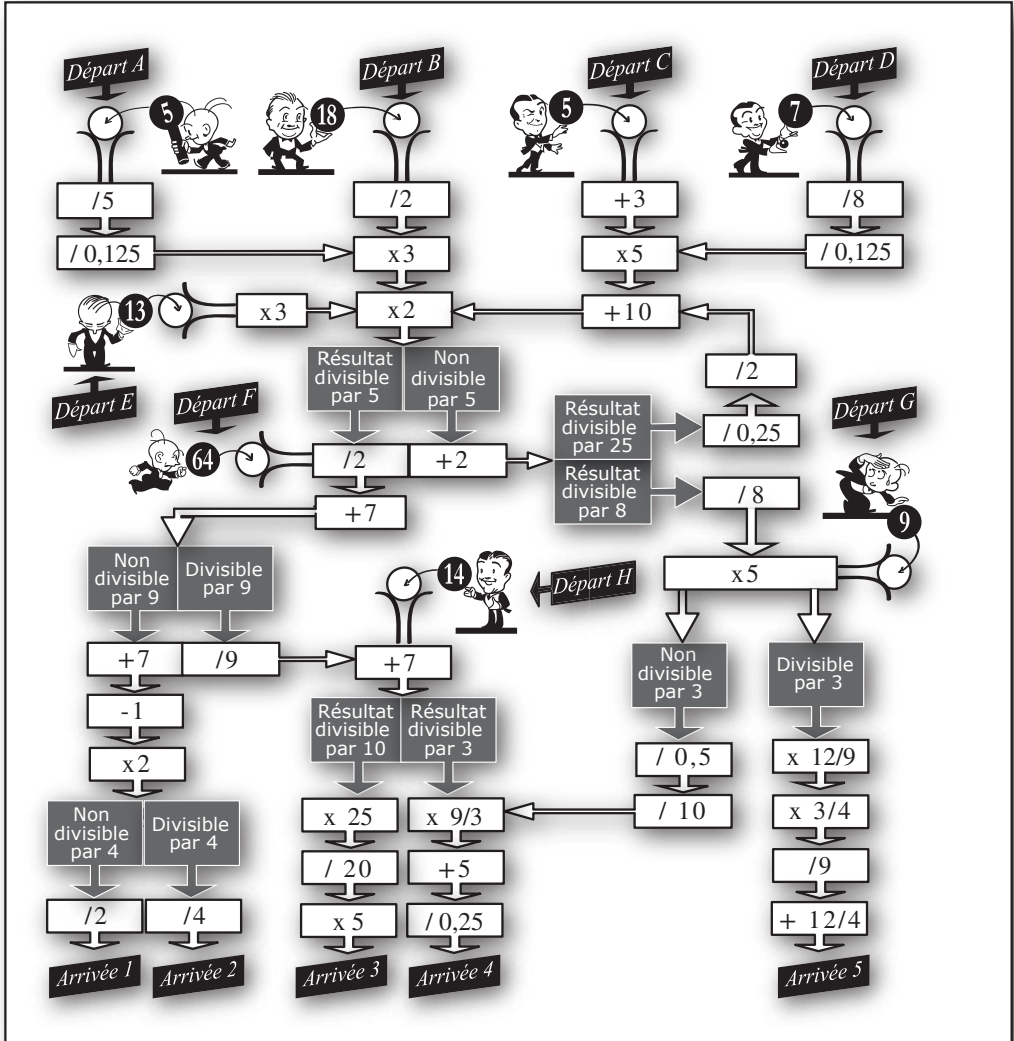 Départ A
Départ B
Départ C
Départ D
5
18
5
7
/5
/2
+3
/8
/ 0,125
x3
x5
/ 0,125
13
x3
x2
+10
Résultat
divisible
par 5
Non
divisible
par 5
/2
Départ E
Départ F
Départ G
Résultat
divisible
par 25
/ 0,25
64
/2
+2
Résultat
divisible
par 8
/ 8
9
+7
Non
divisible
par 9
Divisible
par 9
14
Départ H
x5
+7
/9
+7
Non
divisible
par 3
Divisible
par 3
-1
Résultat
divisible
par 10
Résultat
divisible
par 3
x2
/ 0,5
x 12/9
Non
divisible
par 4
Divisible
par 4
x 25
x 9/3
/ 10
x 3/4
/ 20
+5
/9
/2
/4
x 5
/ 0,25
+ 12/4
Arrivée 1
Arrivée 2
Arrivée 3
Arrivée 4
Arrivée 5